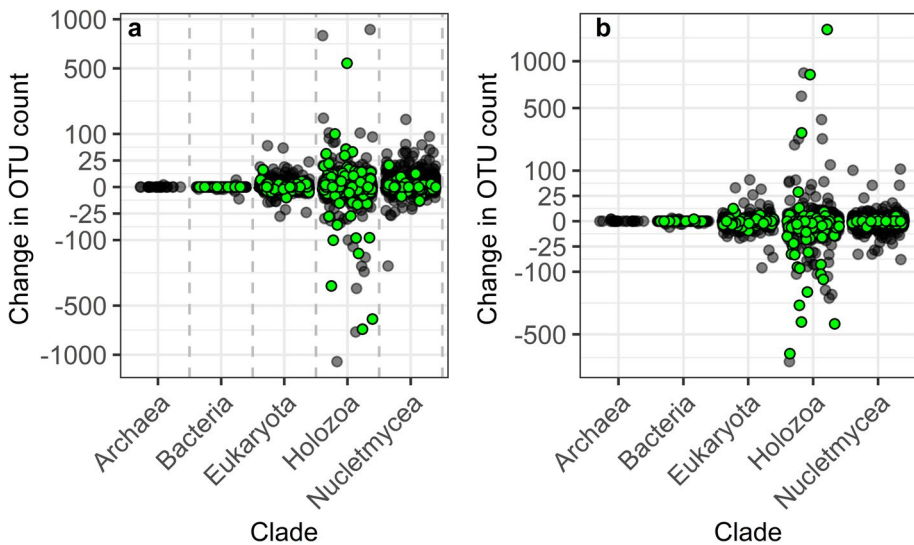 a
Change in OTU count
1000
500
100
25
0
-25
-100
-500
-1000
Archaea
Bacteria
Eukaryota
Holozoa
Nucletmycea
Clade
b
Change in OTU count
1000
500
100
25
0
-25
-100
-500
Archaea
Bacteria
Eukaryota
Holozoa
Nucletmycea
Clade